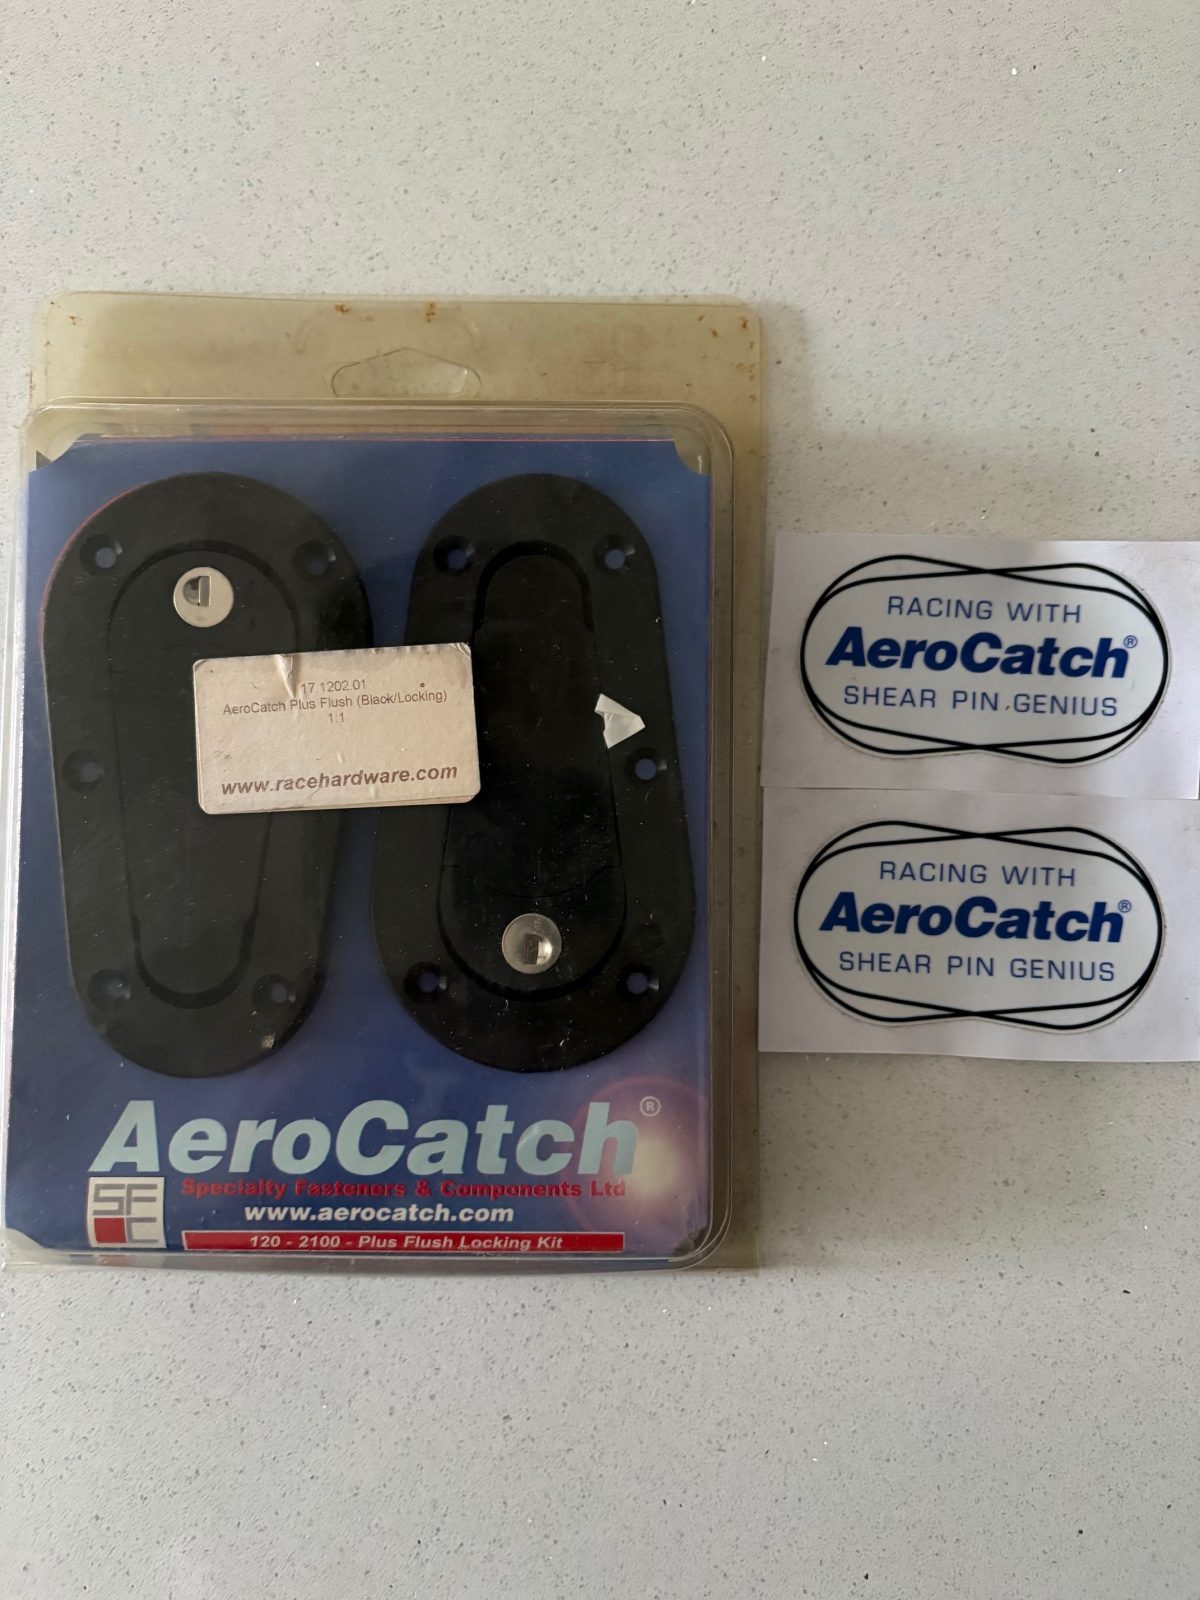 17.1202.01
AeroCatch Plus Flush (Black/Locking)
1:1
www.racehardware.com
AeroCatch®
SFC
Specialty Fasteners & Components Ltd
www.aerocatch.com
120 - 2100 - Plus Flush Locking Kit
RACING WITH
AeroCatch®
SHEAR PIN GENIUS
RACING WITH
AeroCatch®
SHEAR PIN GENIUS